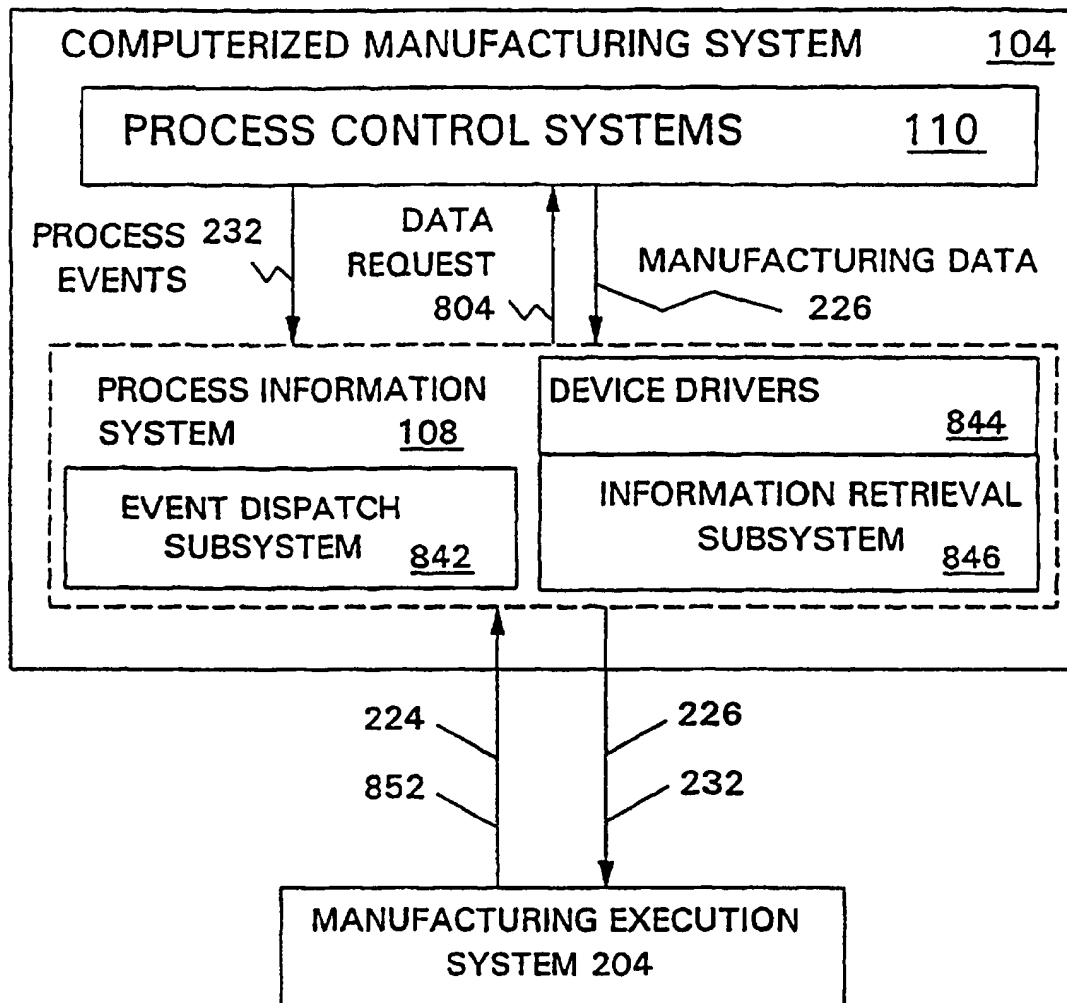 COMPUTERIZED MANUFACTURING SYSTEM 104
PROCESS CONTROL SYSTEMS 110
PROCESS 232
EVENTS
DATA
REQUEST
804
MANUFACTURING DATA
226
PROCESS INFORMATION
SYSTEM 108
DEVICE DRIVERS
844
EVENT DISPATCH
SUBSYSTEM 842
INFORMATION RETRIEVAL
SUBSYSTEM
846
224
852
226
232
MANUFACTURING EXECUTION
SYSTEM 204